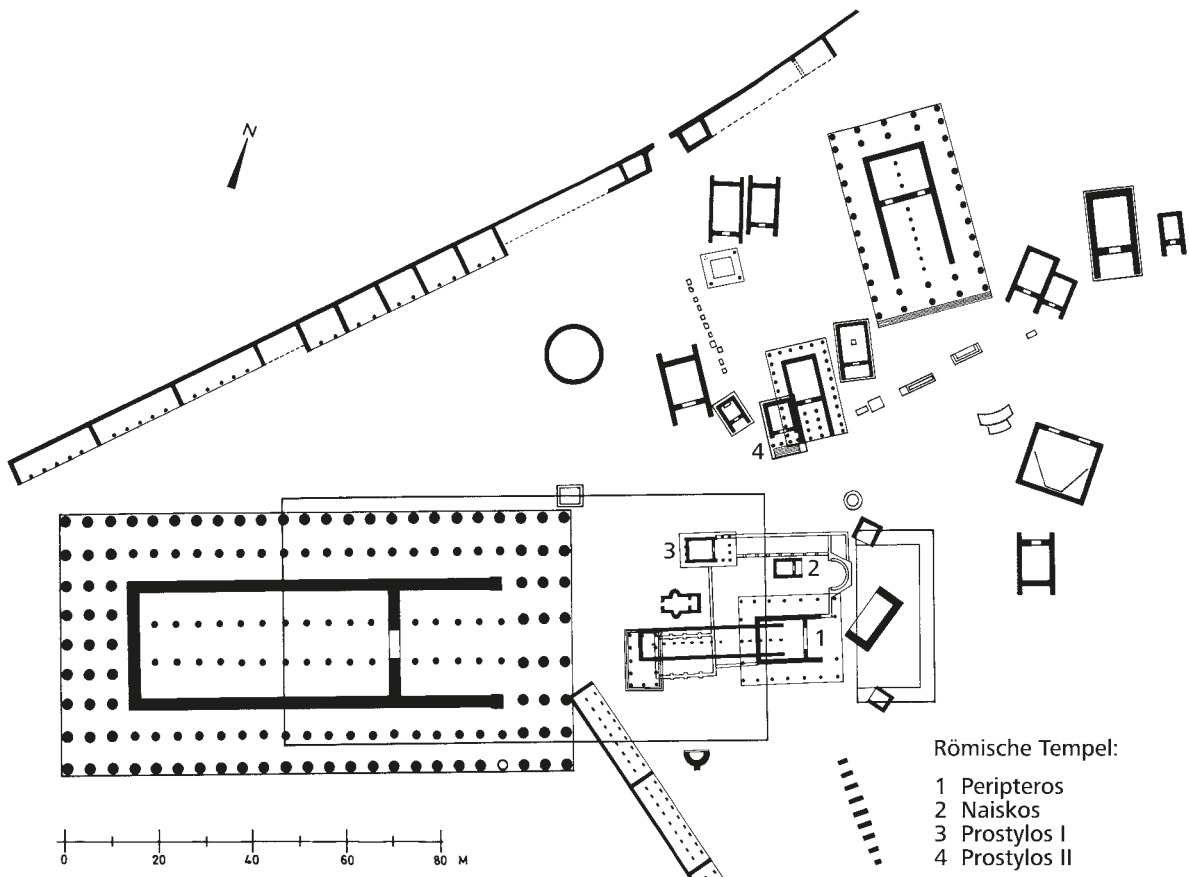 N
4
3
2
1
Römische Tempel:
1 Peripteros
2 Naiskos
3 Prostylos I
4 Prostylos II
0 20 40 60 80 M